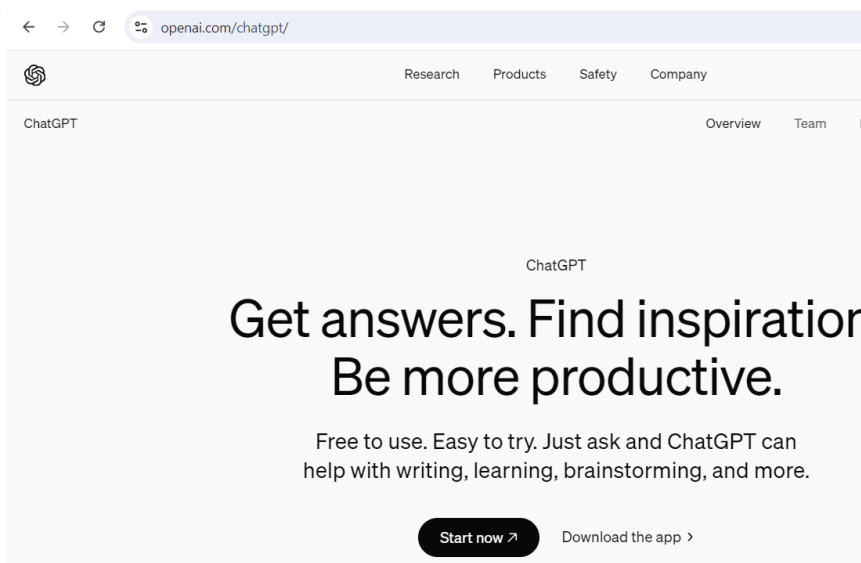 openai.com/chatgpt/
Research Products Safety Company
ChatGPT
Overview Team
ChatGPT
Get answers. Find inspiration
Be more productive.
Free to use. Easy to try. Just ask and ChatGPT can
help with writing, learning, brainstorming, and more.
Start now ↗ Download the app >